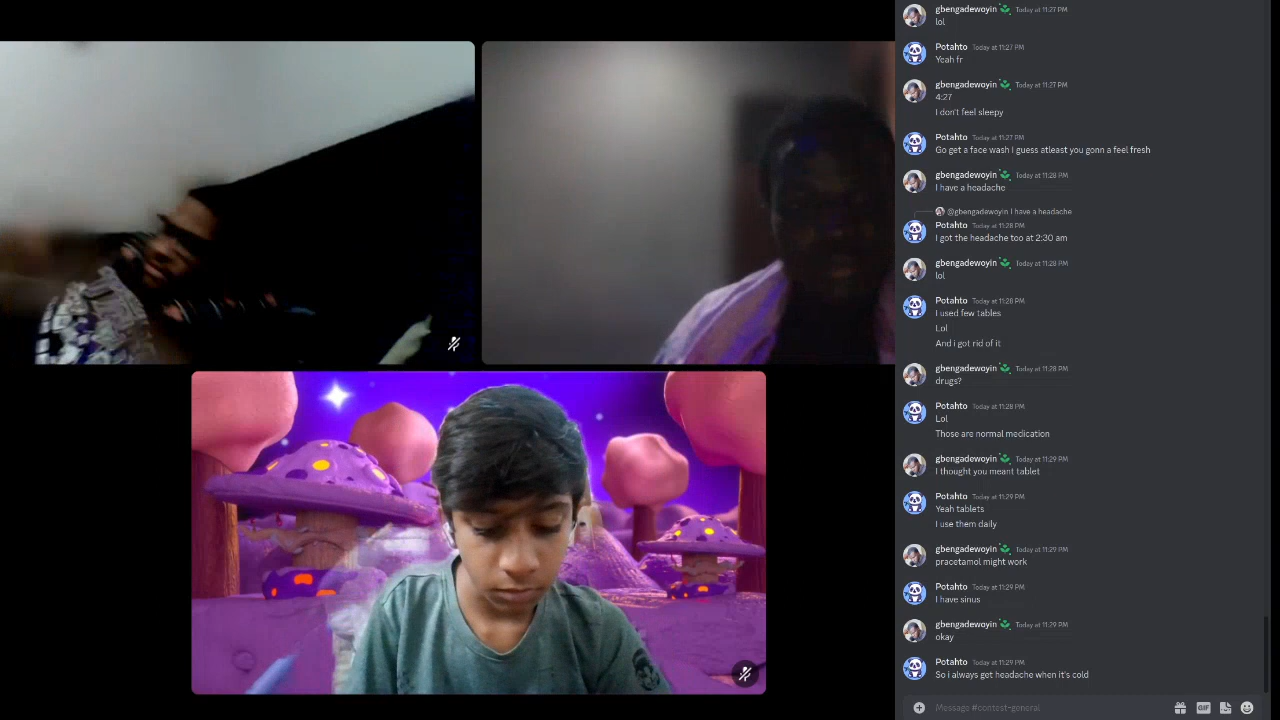 gbengadewoyin Today at 11:27 PM
lol
Potahto Today at 11:27 PM
Yeah fr
gbengadewoyin Today at 11:27 PM
4:27
I don't feel sleepy
Potahto Today at 11:27 PM
Go get a face wash I guess atleast you gonn a feel fresh
gbengadewoyin Today at 11:28 PM
I have a headache
@gbengadewoyin I have a headache
Potahto Today at 11:28 PM
I got the headache too at 2:30 am
gbengadewoyin Today at 11:28 PM
lol
Potahto Today at 11:28 PM
I used few tables
Lol
And i got rid of it
gbengadewoyin Today at 11:28 PM
drugs?
Potahto Today at 11:28 PM
Lol
Those are normal medication
gbengadewoyin Today at 11:29 PM
I thought you meant tablet
Potahto Today at 11:29 PM
Yeah tablets
I use them daily
gbengadewoyin Today at 11:29 PM
pracetamol might work
Potahto Today at 11:29 PM
I have sinus
gbengadewoyin Today at 11:29 PM
okay
Potahto Today at 11:29 PM
So i always get headache when it's cold
Message #contest-general
GIF